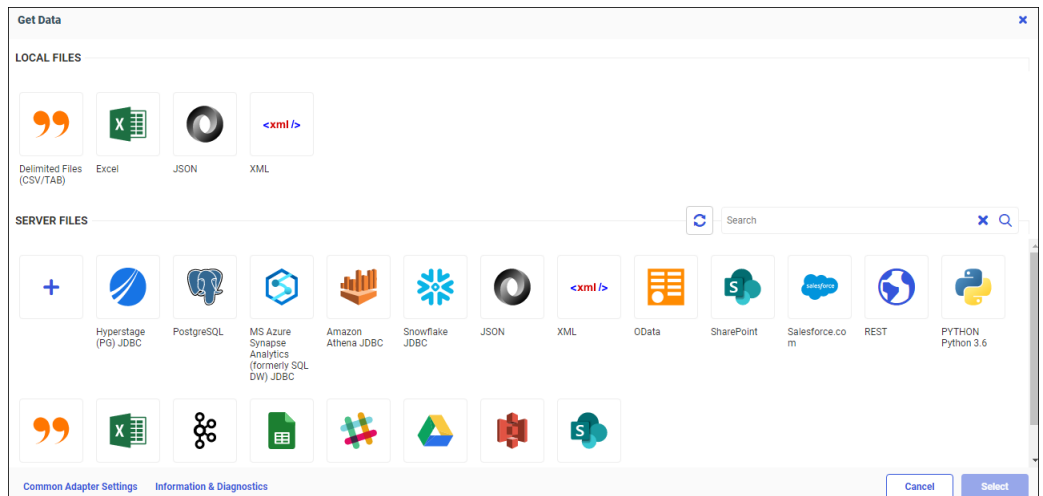 Get Data
LOCAL FILES
<xml />
Delimited Files Excel JSON XML
(CSV/TAB)
SERVER FILES
Search
<xml />
salesforce
Hyperstage PostgreSQL MS Azure Amazon Snowflake JSON XML OData SharePoint Salesforce.co REST PYTHON
(PG) JDBC Synapse Athena JDBC JDBC m Python 3.6
Analytics
(formerly SQL
DW) JDBC
Common Adapter Settings Information & Diagnostics Cancel Select